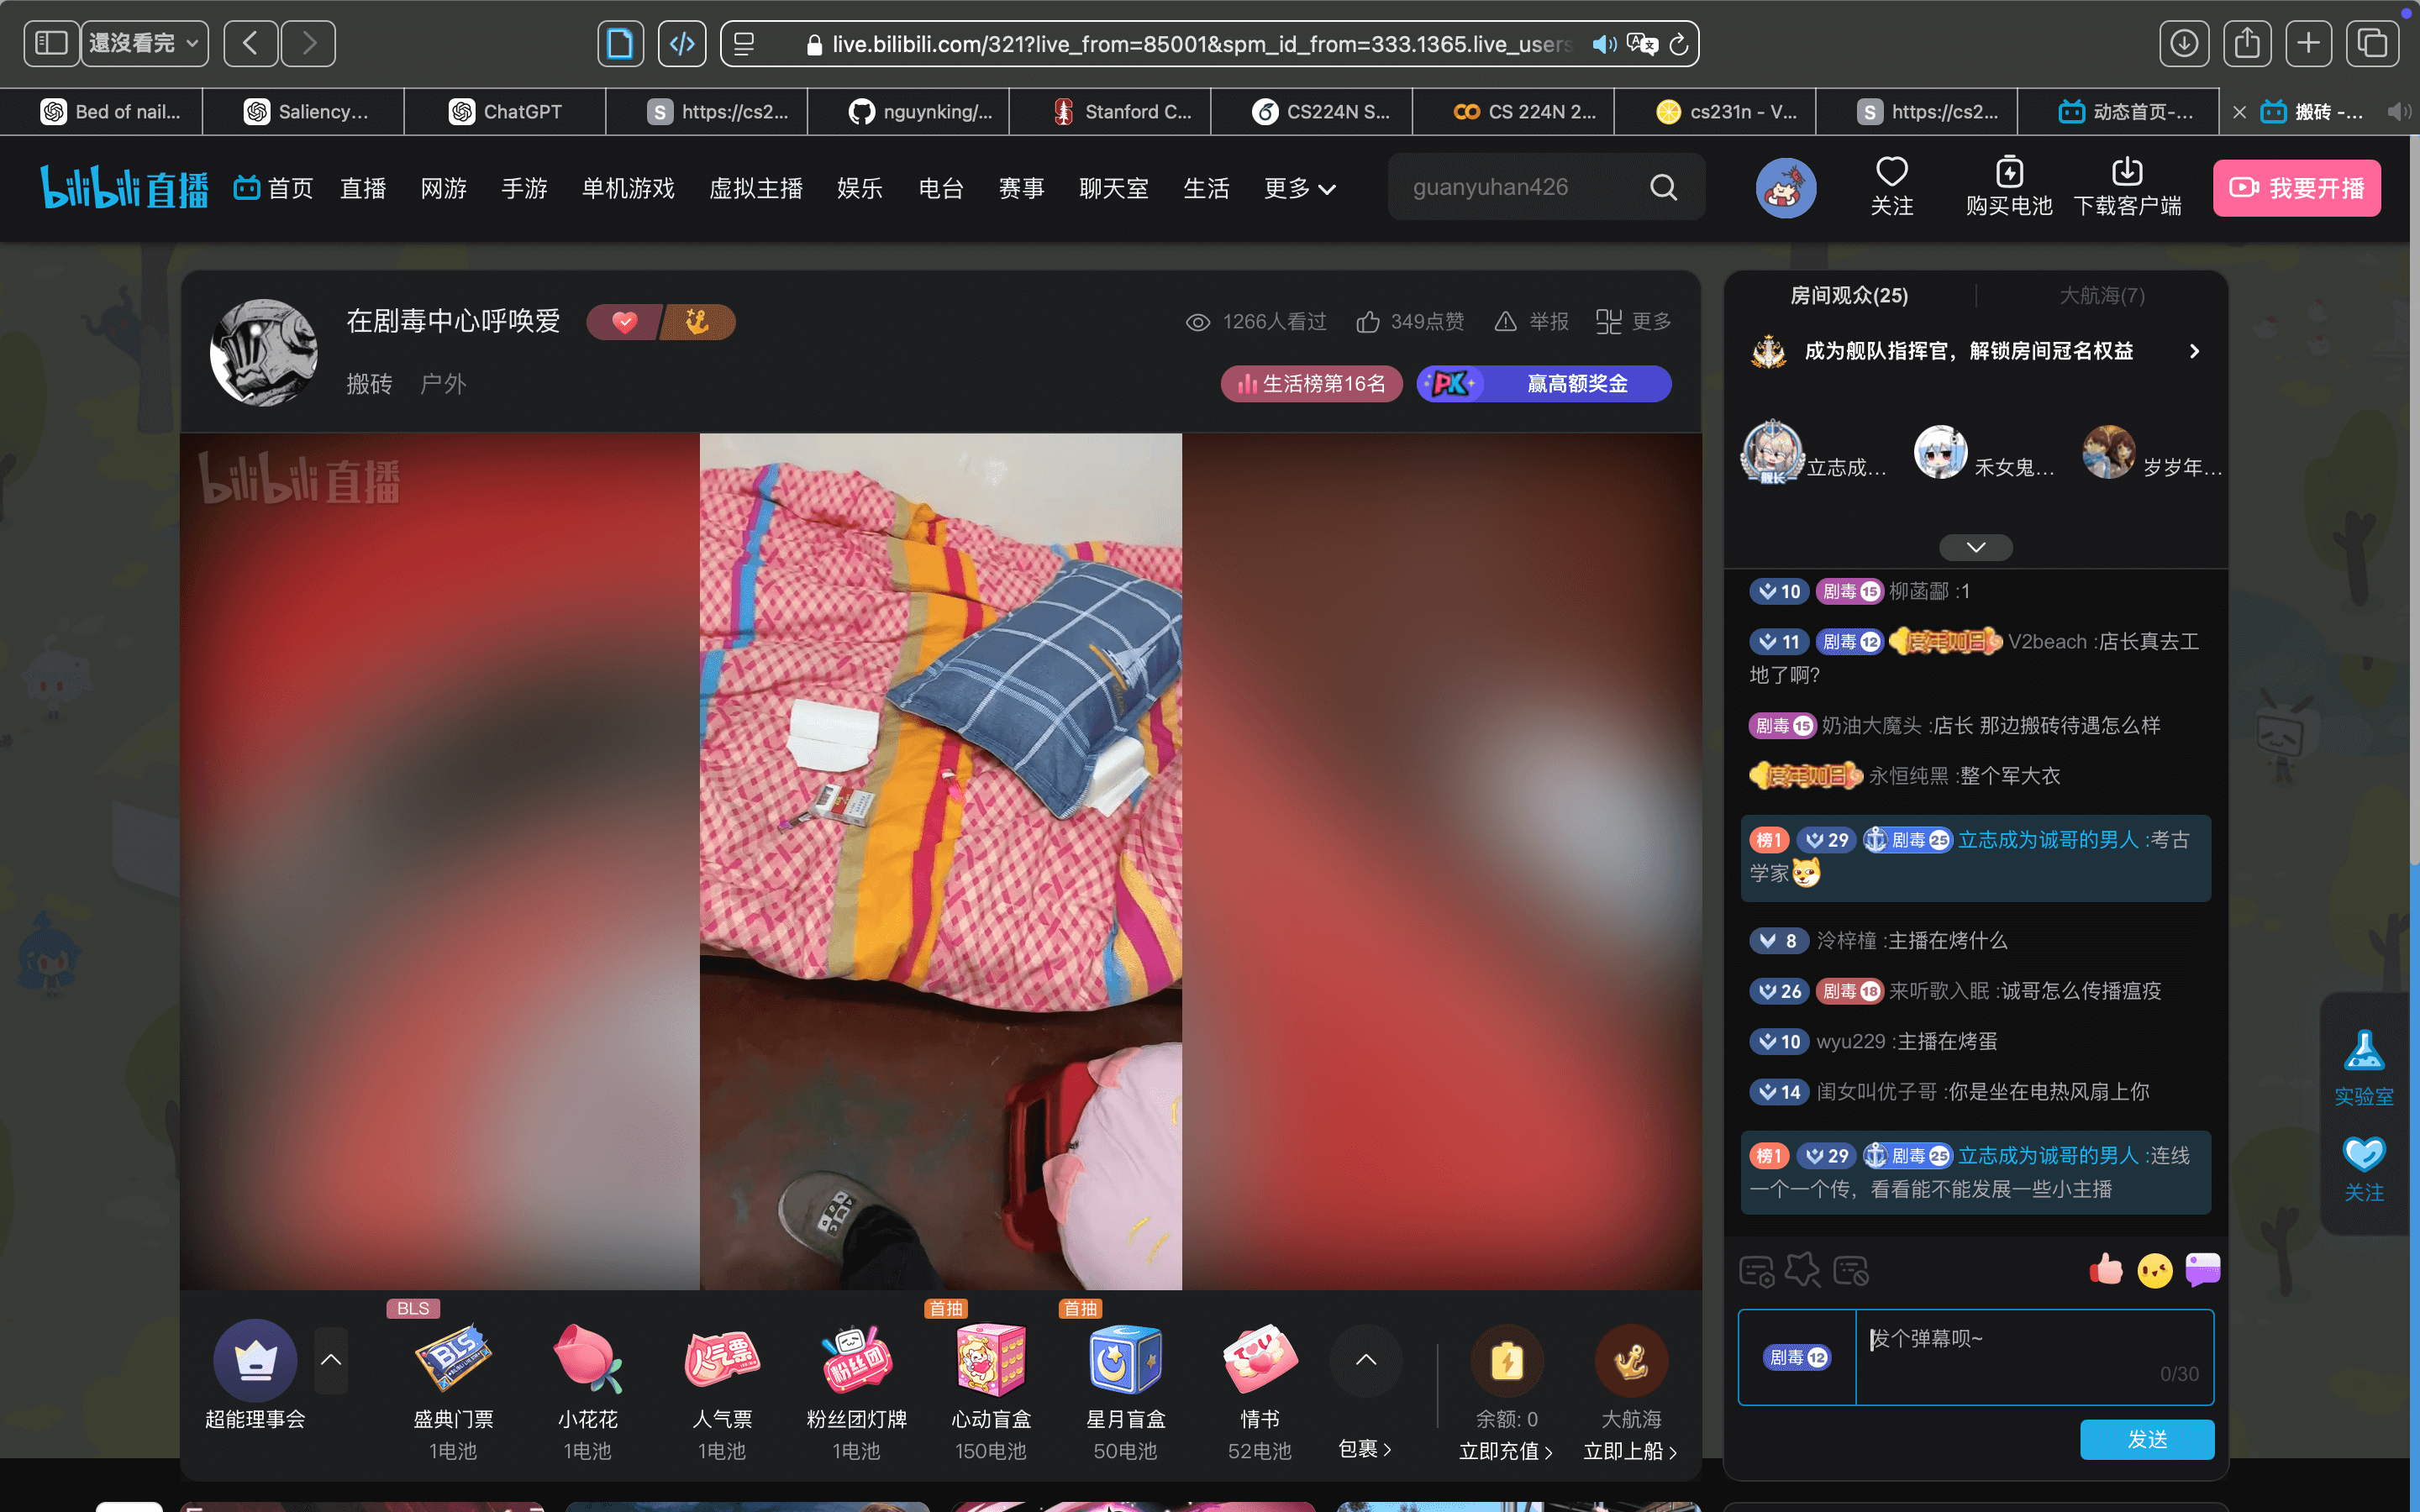 還沒看完
live.bilibili.com/321?live_from=85001&spm_id_from=333.1365.live_users
Bed of nail...
Saliency...
ChatGPT
https://cs2...
nguynking/...
Stanford C...
CS224N S...
CS 224N 2...
cs231n - V...
https://cs2...
动态首页-...
搬砖 -...
bilibili 直播
首页 直播 网游 手游 单机游戏 虚拟主播 娱乐 电台 赛事 聊天室 生活 更多
guanyuhan426
关注
购买电池
下载客户端
我要开播
在剧毒中心呼唤爱
1266人看过 349点赞 举报 更多
搬砖 户外
生活榜第16名 PK 赢高额奖金
bilibili 直播
房间观众(25) 大航海(7)
成为舰队指挥官，解锁房间冠名权益
舰长
立志成... 禾女鬼... 岁岁年...
10 剧毒 15 柳菡酃 :1
11 剧毒 12 度年如日 V2beach :店长真去工
地了啊?
剧毒 15 奶油大魔头 :店长 那边搬砖待遇怎么样
度年如日 永恒纯黑 :整个军大衣
榜1 29 剧毒 25 立志成为诚哥的男人 :考古
学家
8 泠梓橦 :主播在烤什么
26 剧毒 18 来听歌入眠 :诚哥怎么传播瘟疫
10 wyu229 :主播在烤蛋
14 闺女叫优子哥 :你是坐在电热风扇上你
榜1 29 剧毒 25 立志成为诚哥的男人 :连线
一个一个传，看看能不能发展一些小主播
实验室
关注
剧毒 12
发个弹幕呗~
0/30
发送
BLS 首抽 首抽
BLS 人气票 粉丝团
超能理事会 盛典门票 小花花 人气票 粉丝团灯牌 心动盲盒 星月盲盒 情书 余额: 0 大航海
1电池 1电池 1电池 1电池 150电池 50电池 52电池 包裹 立即充值 立即上船